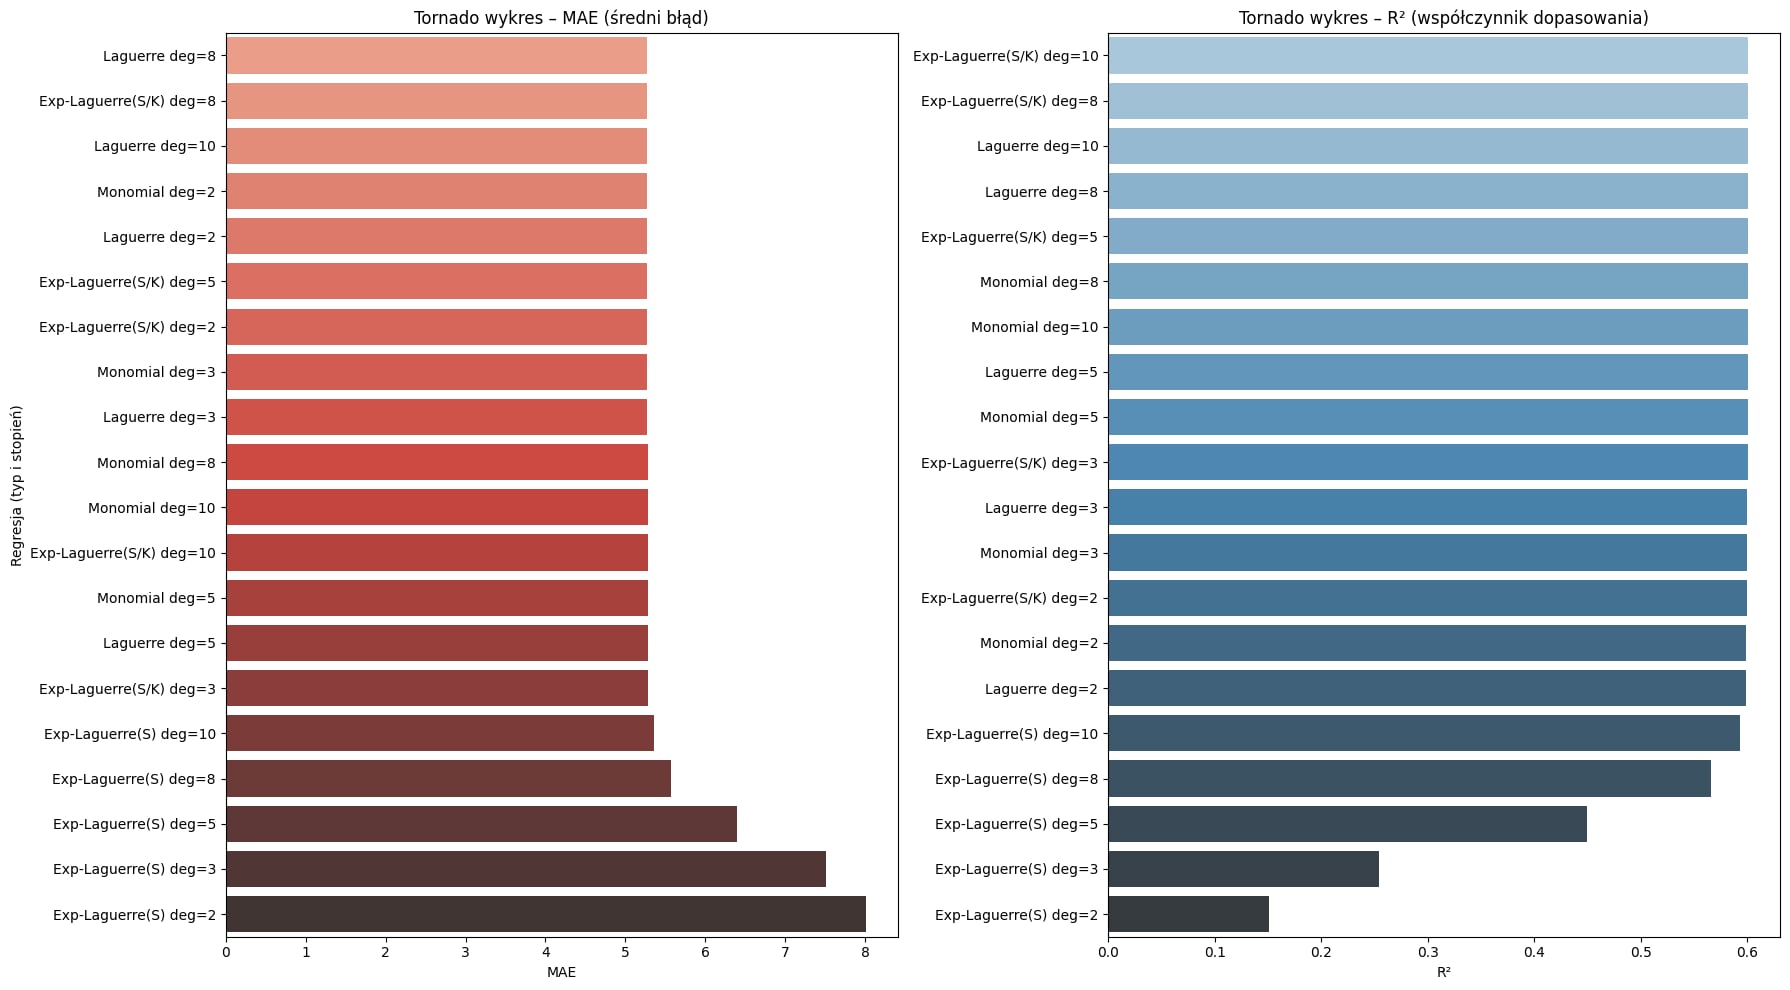 Tornado wykres – MAE (średni błąd)
Regresja (typ i stopień)
Laguerre deg=8
Exp-Laguerre(S/K) deg=8
Laguerre deg=10
Monomial deg=2
Laguerre deg=2
Exp-Laguerre(S/K) deg=5
Exp-Laguerre(S/K) deg=2
Monomial deg=3
Laguerre deg=3
Monomial deg=8
Monomial deg=10
Exp-Laguerre(S/K) deg=10
Monomial deg=5
Laguerre deg=5
Exp-Laguerre(S/K) deg=3
Exp-Laguerre(S) deg=10
Exp-Laguerre(S) deg=8
Exp-Laguerre(S) deg=5
Exp-Laguerre(S) deg=3
Exp-Laguerre(S) deg=2
0 1 2 3 4 5 6 7 8
MAE
Tornado wykres – R² (współczynnik dopasowania)
Exp-Laguerre(S/K) deg=10
Exp-Laguerre(S/K) deg=8
Laguerre deg=10
Laguerre deg=8
Exp-Laguerre(S/K) deg=5
Monomial deg=8
Monomial deg=10
Laguerre deg=5
Monomial deg=5
Exp-Laguerre(S/K) deg=3
Laguerre deg=3
Monomial deg=3
Exp-Laguerre(S/K) deg=2
Monomial deg=2
Laguerre deg=2
Exp-Laguerre(S) deg=10
Exp-Laguerre(S) deg=8
Exp-Laguerre(S) deg=5
Exp-Laguerre(S) deg=3
Exp-Laguerre(S) deg=2
0.0 0.1 0.2 0.3 0.4 0.5 0.6
R²